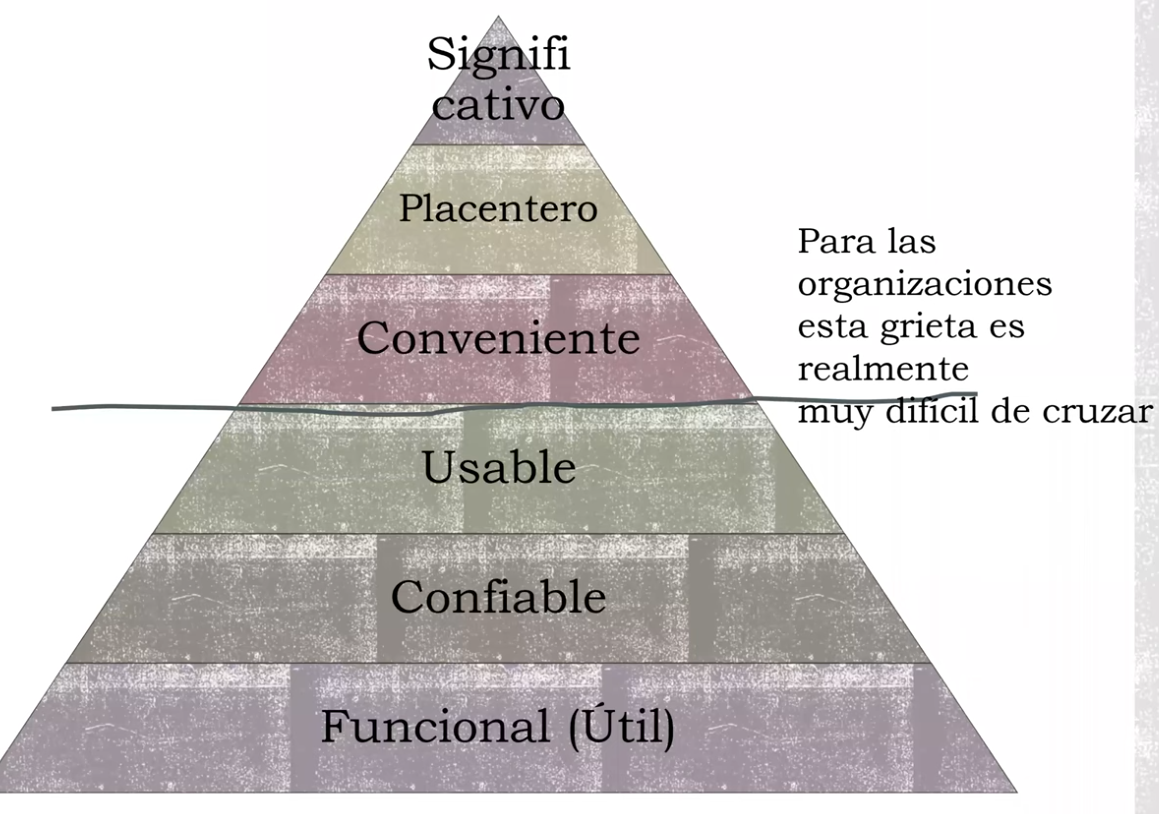 Signifi
cativo
Placentero
Conveniente
Usable
Confiable
Funcional (Útil)
Para las
organizaciones
esta grieta es
realmente
muy difícil de cruzar